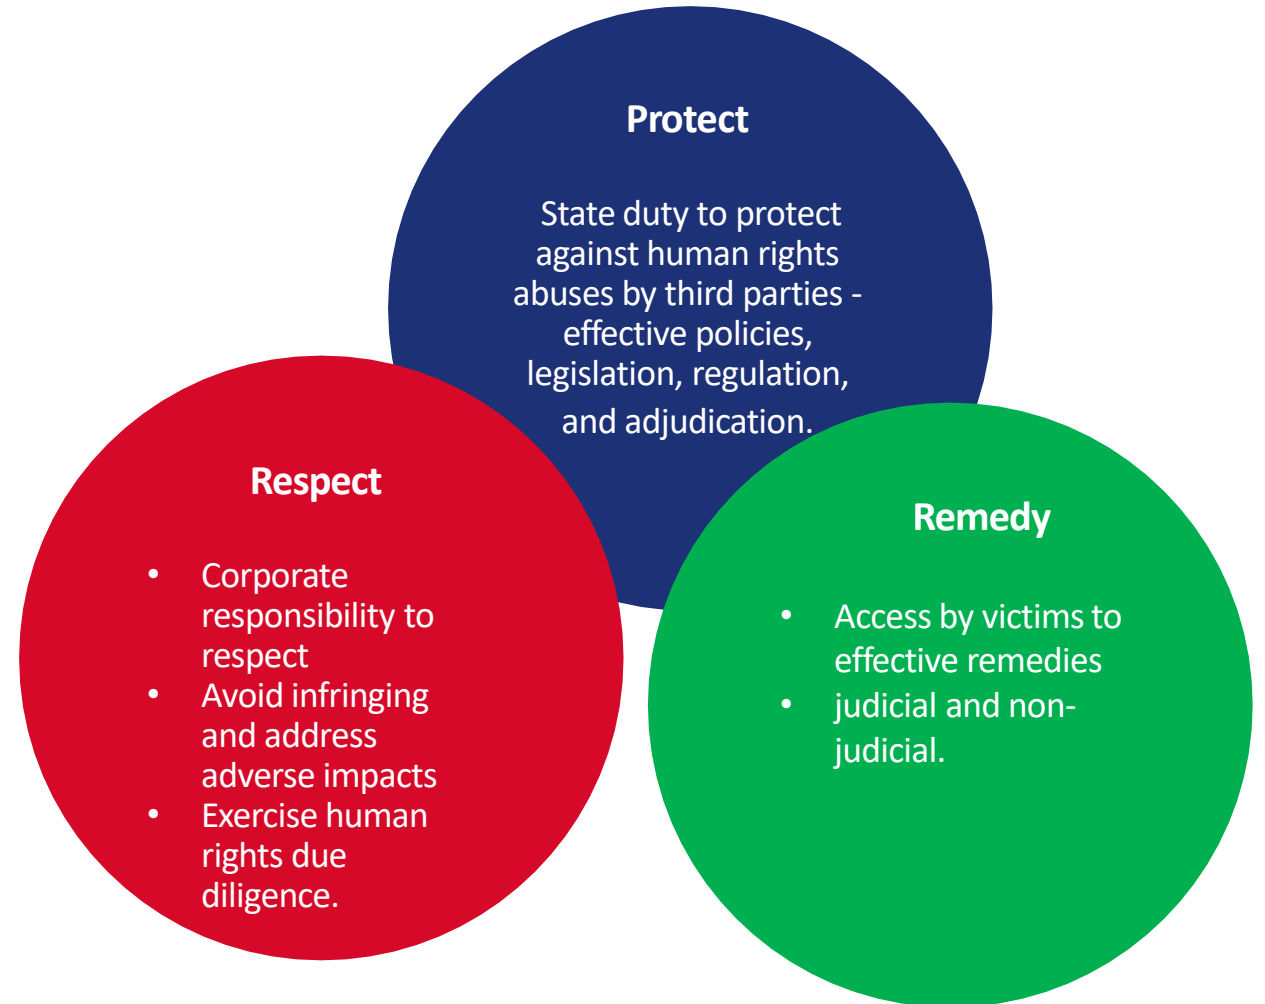 Protect
State duty to protect
against human rights
abuses by third parties -
effective policies,
legislation, regulation,
and adjudication.
Respect
• Corporate
responsibility to
respect
• Avoid infringing
and address
adverse impacts
• Exercise human
rights due
diligence.
Remedy
• Access by victims to
effective remedies
• judicial and non-
judicial.